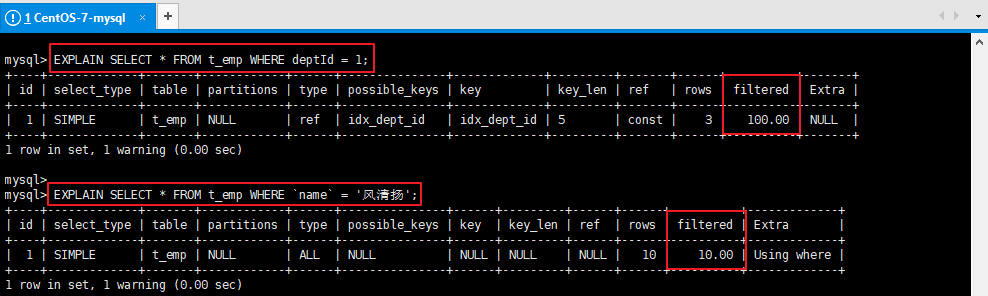 1 CentOS-7-mysql × +
mysql> EXPLAIN SELECT * FROM t_emp WHERE deptId = 1;
+----+-------------+-------+------------+------+---------------+-------------+---------+-------+------+----------+-------+
| id | select_type | table | partitions | type | possible_keys | key         | key_len | ref   | rows | filtered | Extra |
+----+-------------+-------+------------+------+---------------+-------------+---------+-------+------+----------+-------+
|  1 | SIMPLE      | t_emp | NULL       | ref  | idx_dept_id   | idx_dept_id | 5       | const |    3 |   100.00 | NULL  |
+----+-------------+-------+------------+------+---------------+-------------+---------+-------+------+----------+-------+
1 row in set, 1 warning (0.00 sec)
mysql>
mysql> EXPLAIN SELECT * FROM t_emp WHERE `name` = '风清扬';
+----+-------------+-------+------------+------+---------------+------+---------+------+------+----------+-------------+
| id | select_type | table | partitions | type | possible_keys | key  | key_len | ref  | rows | filtered | Extra       |
+----+-------------+-------+------------+------+---------------+------+---------+------+------+----------+-------------+
|  1 | SIMPLE      | t_emp | NULL       | ALL  | NULL          | NULL | NULL    | NULL |   10 |    10.00 | Using where |
+----+-------------+-------+------------+------+---------------+------+---------+------+------+----------+-------------+
1 row in set, 1 warning (0.00 sec)